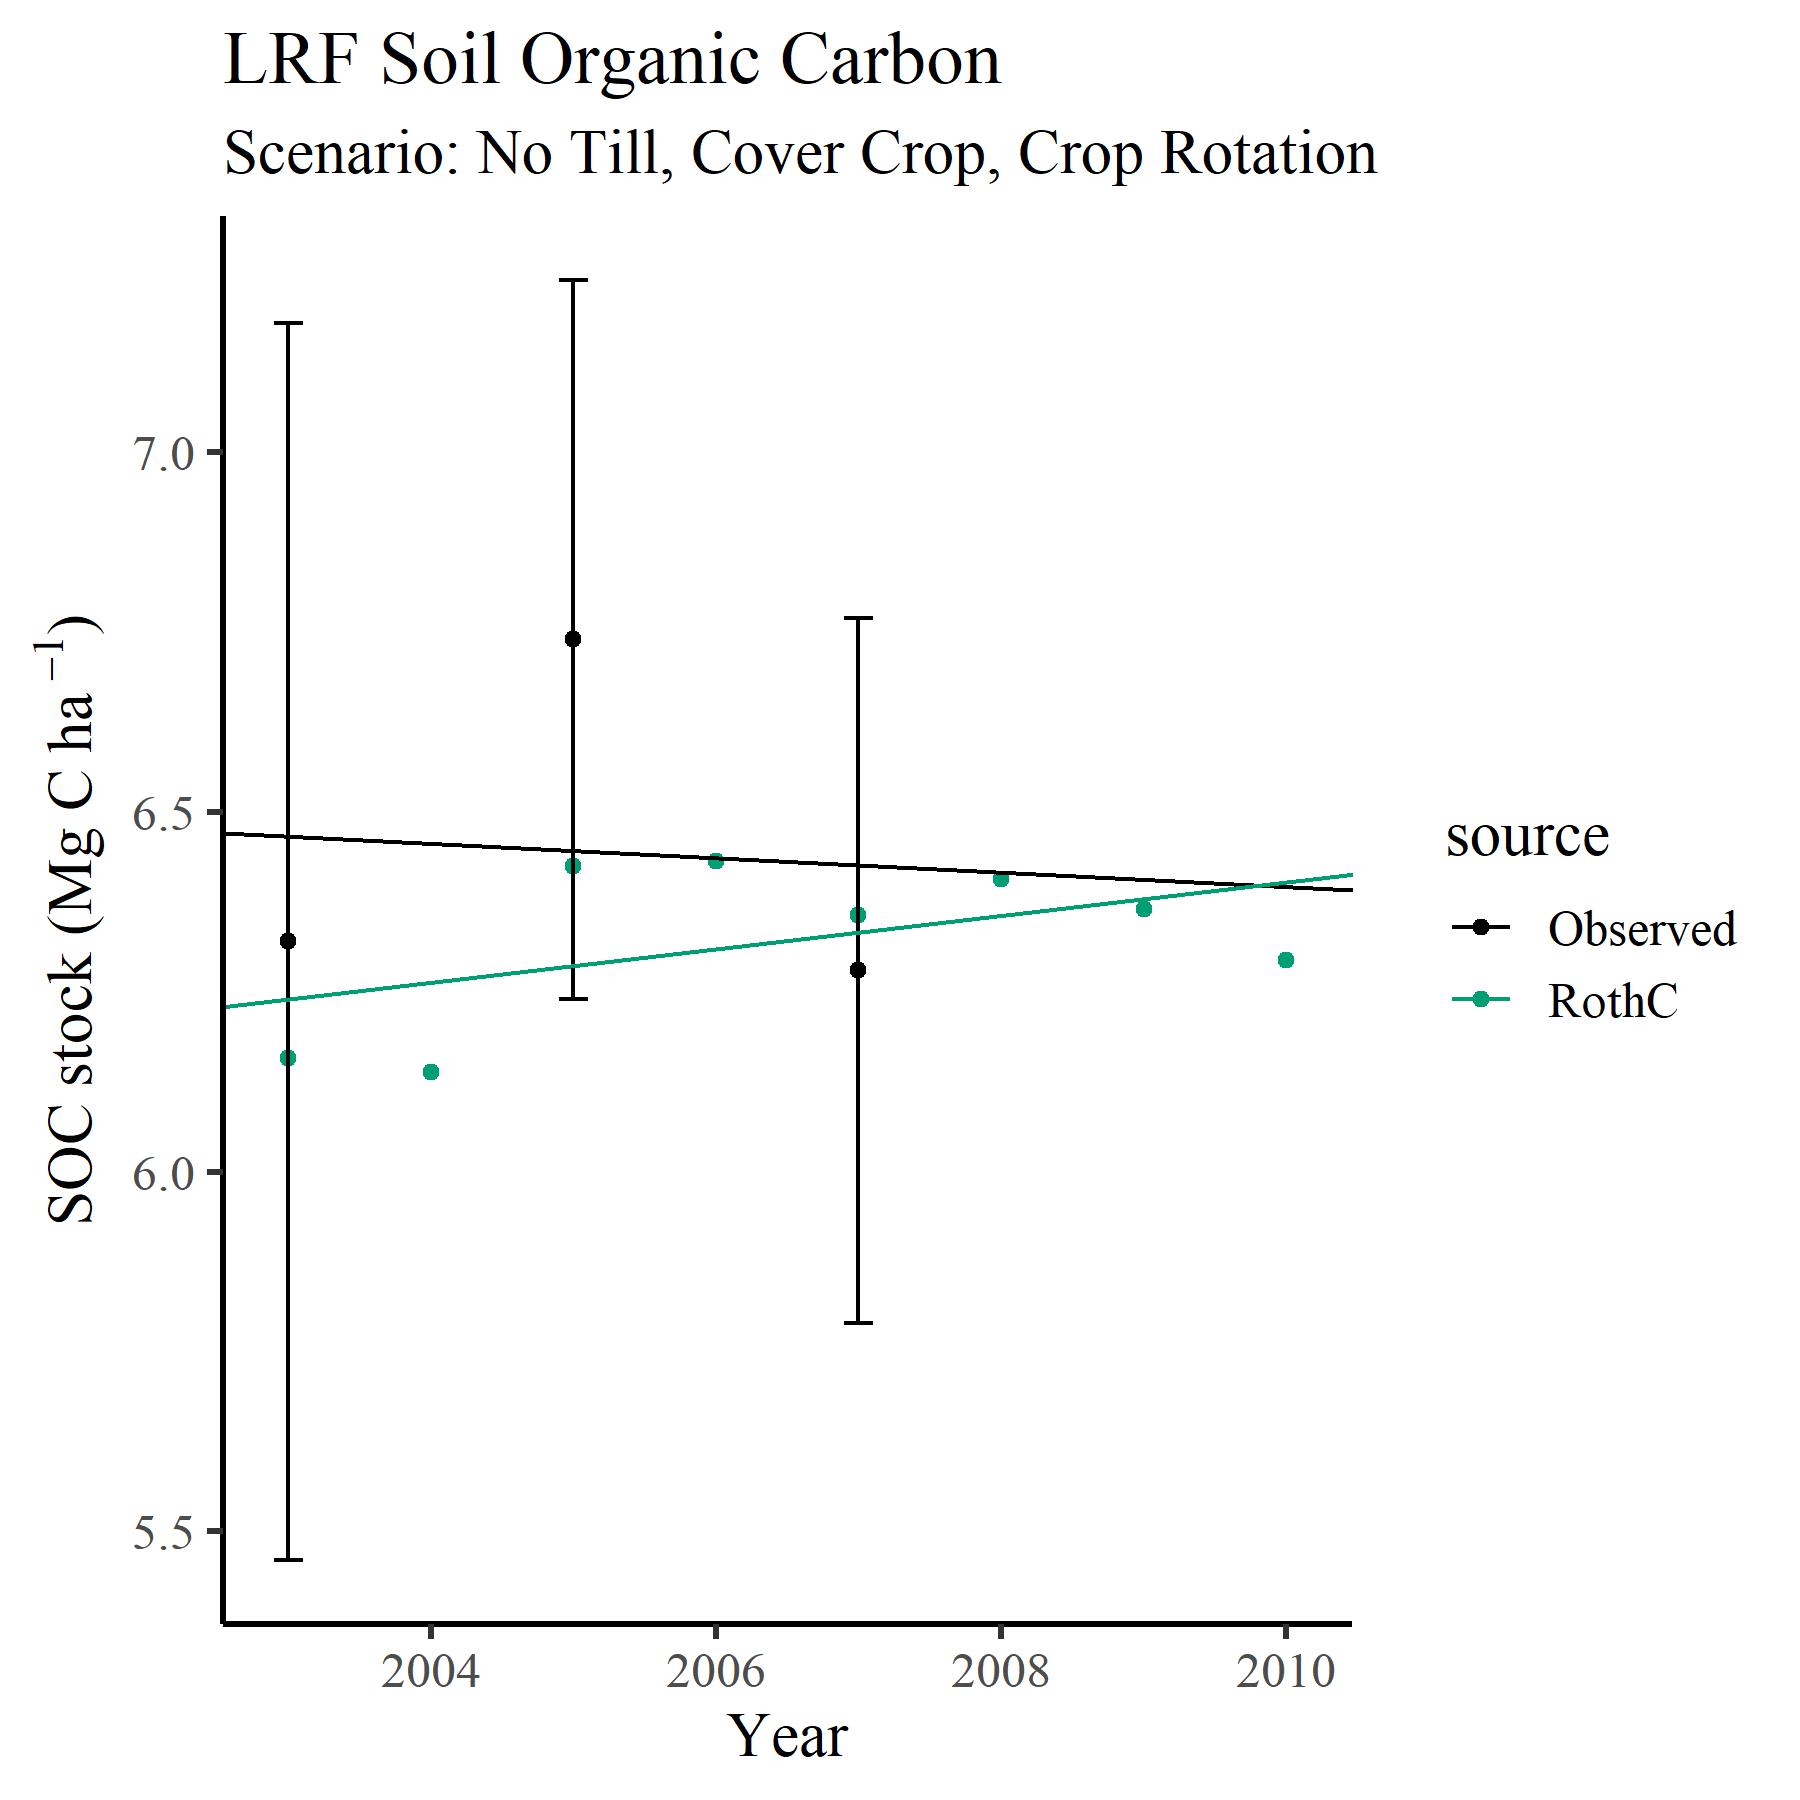 LRF Soil Organic Carbon
Scenario: No Till, Cover Crop, Crop Rotation
SOC stock (Mg C ha −1)
7.0
6.5
6.0
5.5
2004 2006 2008 2010
Year
source
Observed
RothC